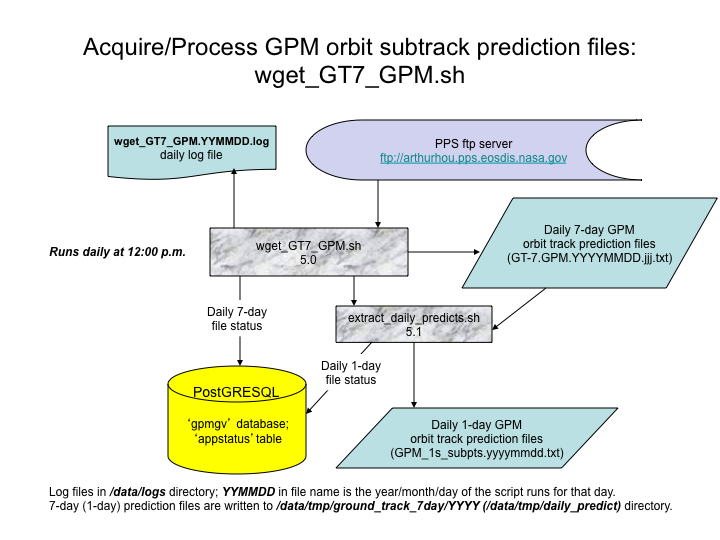 Acquire/Process GPM orbit subtrack prediction files:
wget_GT7_GPM.sh
wget_GT7_GPM.YYMMDD.log
daily log file
PPS ftp server
ftp://arthurhou.pps.eosdis.nasa.gov
Runs daily at 12:00 p.m.
wget_GT7_GPM.sh
5.0
Daily 7-day GPM
orbit track prediction files
(GT-7.GPM.YYYYMMDD.jjj.txt)
Daily 7-day
file status
extract_daily_predicts.sh
5.1
Daily 1-day
file status
PostGRESQL
‘gpmgv’ database;
‘appstatus’ table
Daily 1-day GPM
orbit track prediction files
(GPM_1s_subpts.yyyymmdd.txt)
Log files in /data/logs directory; YYMMDD in file name is the year/month/day of the script runs for that day.
7-day (1-day) prediction files are written to /data/tmp/ground_track_7day/YYYY (/data/tmp/daily_predict) directory.